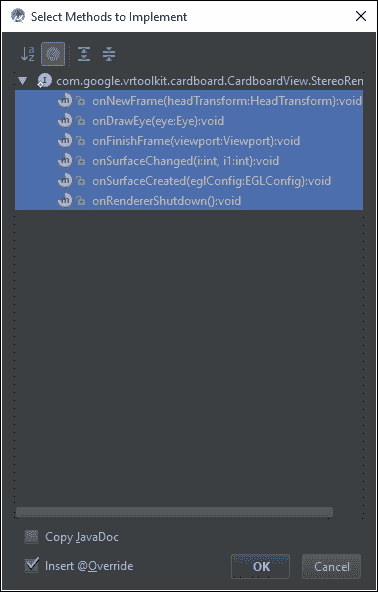 Select Methods to Implement
com.google.vrtoolkit.cardboard.CardboardView.StereoRen
onNewFrame(headTransform:HeadTransform):void
onDrawEye(eye:Eye):void
onFinishFrame(viewport:Viewport):void
onSurfaceChanged(i:int, i1:int):void
onSurfaceCreated(eglConfig:EGLConfig):void
onRendererShutdown():void
Copy JavaDoc
Insert @Override
OK
Cancel